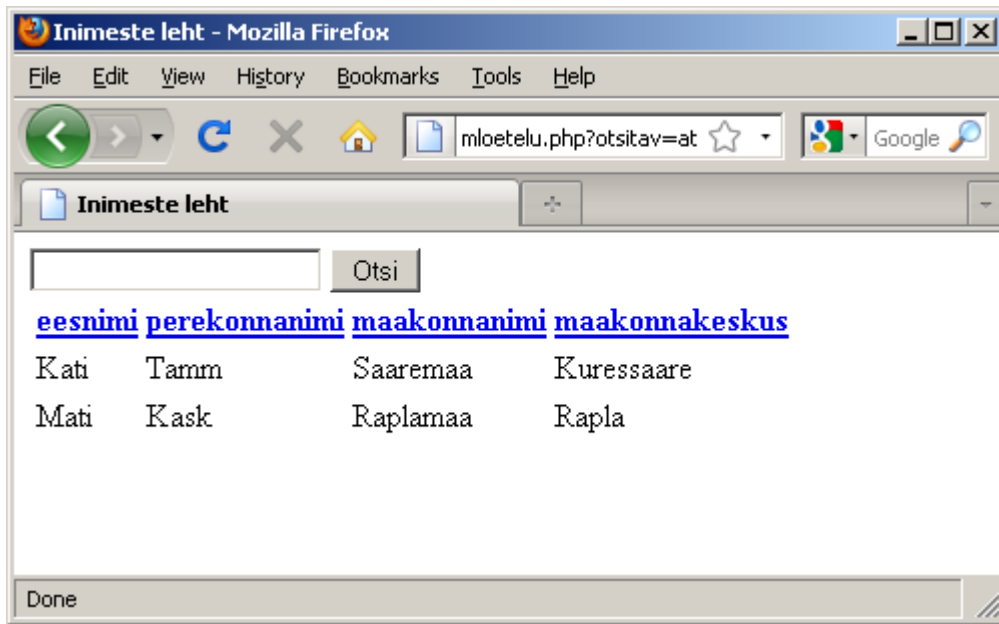 Inimeste leht - Mozilla Firefox
File Edit View History Bookmarks Tools Help
mloetelu.php?otsitav=at Google
Inimeste leht
Otsi
eesnimi perekonnanimi maakonnanimi maakonnakeskus
Kati Tamm Saaremaa Kuressaare
Mati Kask Raplamaa Rapla
Done